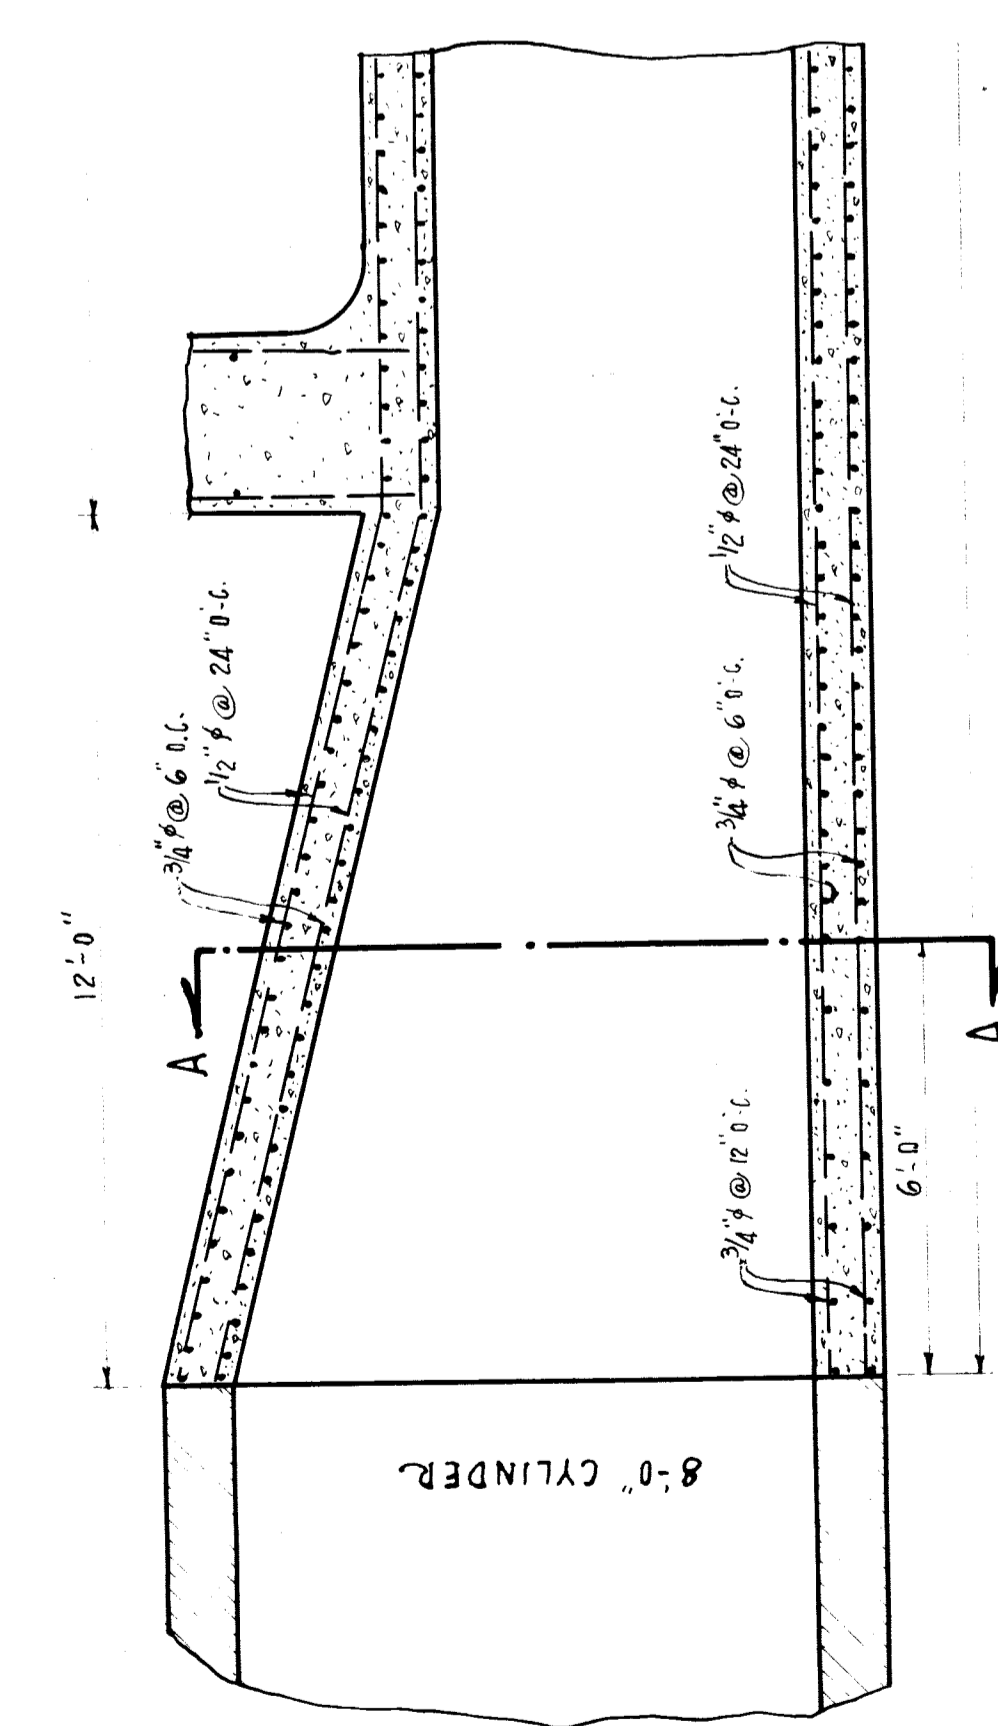 12'-0"
3/4" φ @ 6" O.C.
1/2" φ @ 24" O-C.
A
3/4" φ @ 6" O-C.
1/2" φ @ 24" O-C.
3/4" φ @ 12" O-C.
6'-0"
A
8'-0" CYLINDER